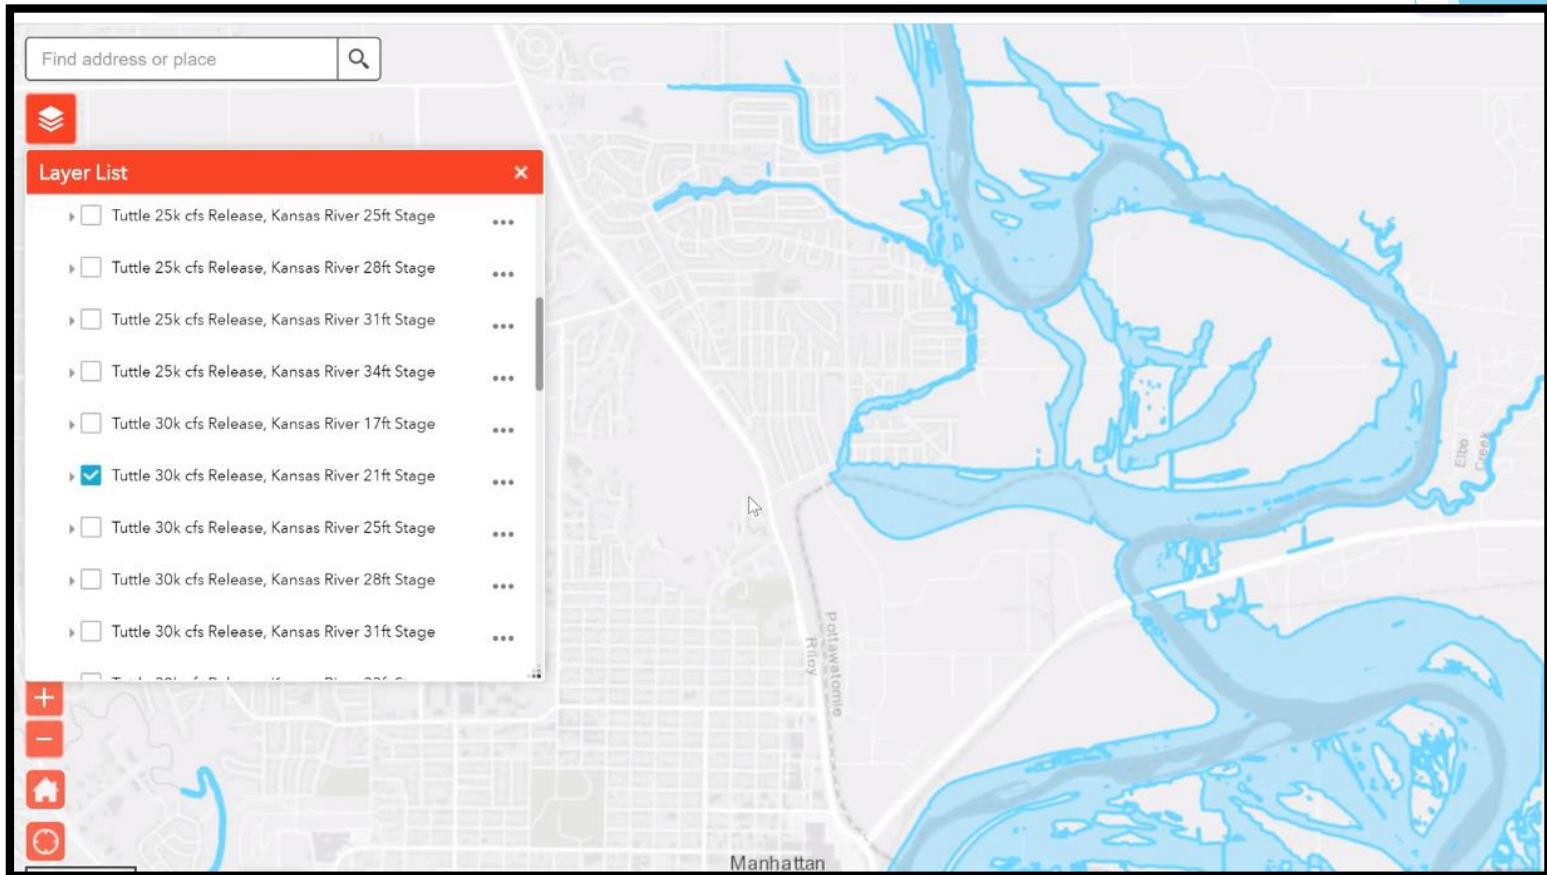 Find address or place
Layer List
Tuttle 25k cfs Release, Kansas River 25ft Stage
Tuttle 25k cfs Release, Kansas River 28ft Stage
Tuttle 25k cfs Release, Kansas River 31ft Stage
Tuttle 25k cfs Release, Kansas River 34ft Stage
Tuttle 30k cfs Release, Kansas River 17ft Stage
Tuttle 30k cfs Release, Kansas River 21ft Stage
Tuttle 30k cfs Release, Kansas River 25ft Stage
Tuttle 30k cfs Release, Kansas River 28ft Stage
Tuttle 30k cfs Release, Kansas River 31ft Stage
Elbo
Creek
Pottawatomie
Riley
Manhattan